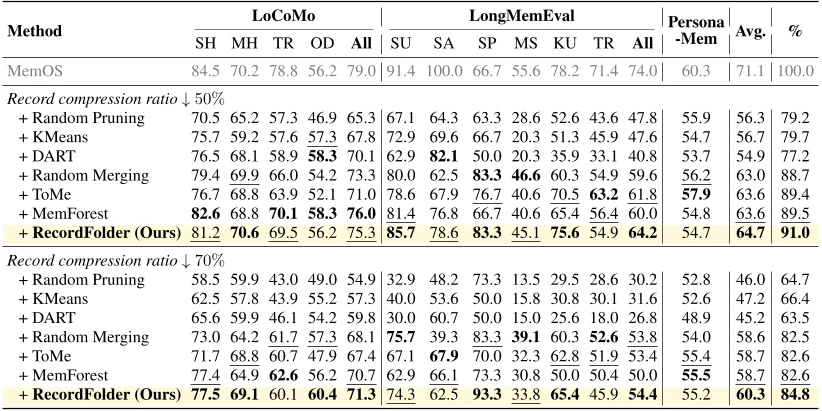 Method LoCoMo LongMemEval Persona-Mem Avg. %
SH MH TR OD All SU SA SP MS KU TR All
MemOS 84.5 70.2 78.8 56.2 79.0 91.4 100.0 66.7 55.6 78.2 71.4 74.0 60.3 71.1 100.0
Record compression ratio ↓ 50%
+ Random Pruning 70.5 65.2 57.3 46.9 65.3 67.1 64.3 63.3 28.6 52.6 43.6 47.8 55.9 56.3 79.2
+ KMeans 75.7 59.2 57.6 57.3 67.8 72.9 69.6 66.7 20.3 51.3 45.9 47.6 54.7 56.7 79.7
+ DART 76.5 68.1 58.9 58.3 70.1 62.9 82.1 50.0 20.3 35.9 33.1 40.8 53.7 54.9 77.2
+ Random Merging 79.4 69.9 66.0 54.2 73.3 80.0 62.5 83.3 46.6 60.3 54.9 59.6 56.2 63.0 88.7
+ ToMe 76.7 68.8 63.9 52.1 71.0 78.6 67.9 76.7 40.6 70.5 63.2 61.8 57.9 63.6 89.4
+ MemForest 82.6 68.8 70.1 58.3 76.0 81.4 76.8 66.7 40.6 65.4 56.4 60.0 54.8 63.6 89.5
+ RecordFolder (Ours) 81.2 70.6 69.5 56.2 75.3 85.7 78.6 83.3 45.1 75.6 54.9 64.2 54.7 64.7 91.0
Record compression ratio ↓ 70%
+ Random Pruning 58.5 59.9 43.0 49.0 54.9 32.9 48.2 73.3 13.5 29.5 28.6 30.2 52.8 46.0 64.7
+ KMeans 62.5 57.8 43.9 55.2 57.3 40.0 53.6 50.0 15.8 30.8 30.1 31.6 52.6 47.2 66.4
+ DART 65.6 59.9 46.1 54.2 59.8 30.0 60.7 50.0 15.0 25.6 18.0 26.8 48.9 45.2 63.5
+ Random Merging 73.0 64.2 61.7 57.3 68.1 75.7 39.3 83.3 39.1 60.3 52.6 53.8 54.0 58.6 82.5
+ ToMe 71.7 68.8 60.7 47.9 67.4 67.1 67.9 70.0 32.3 62.8 51.9 53.4 55.4 58.7 82.6
+ MemForest 77.4 64.9 62.6 56.2 70.7 62.9 66.1 73.3 30.8 50.0 50.4 50.0 55.5 58.7 82.6
+ RecordFolder (Ours) 77.5 69.1 60.1 60.4 71.3 74.3 62.5 93.3 33.8 65.4 45.9 54.4 55.2 60.3 84.8